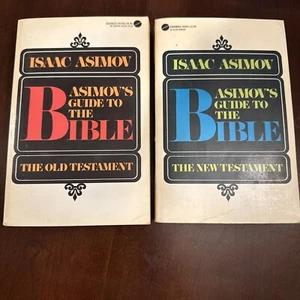 ISAAC ASIMOV
ASIMOV'S
GUIDE TO
THE
BIBLE
THE OLD TESTAMENT
ISAAC ASIMOV
ASIMOV'S
GUIDE TO
THE
BIBLE
THE NEW TESTAMENT